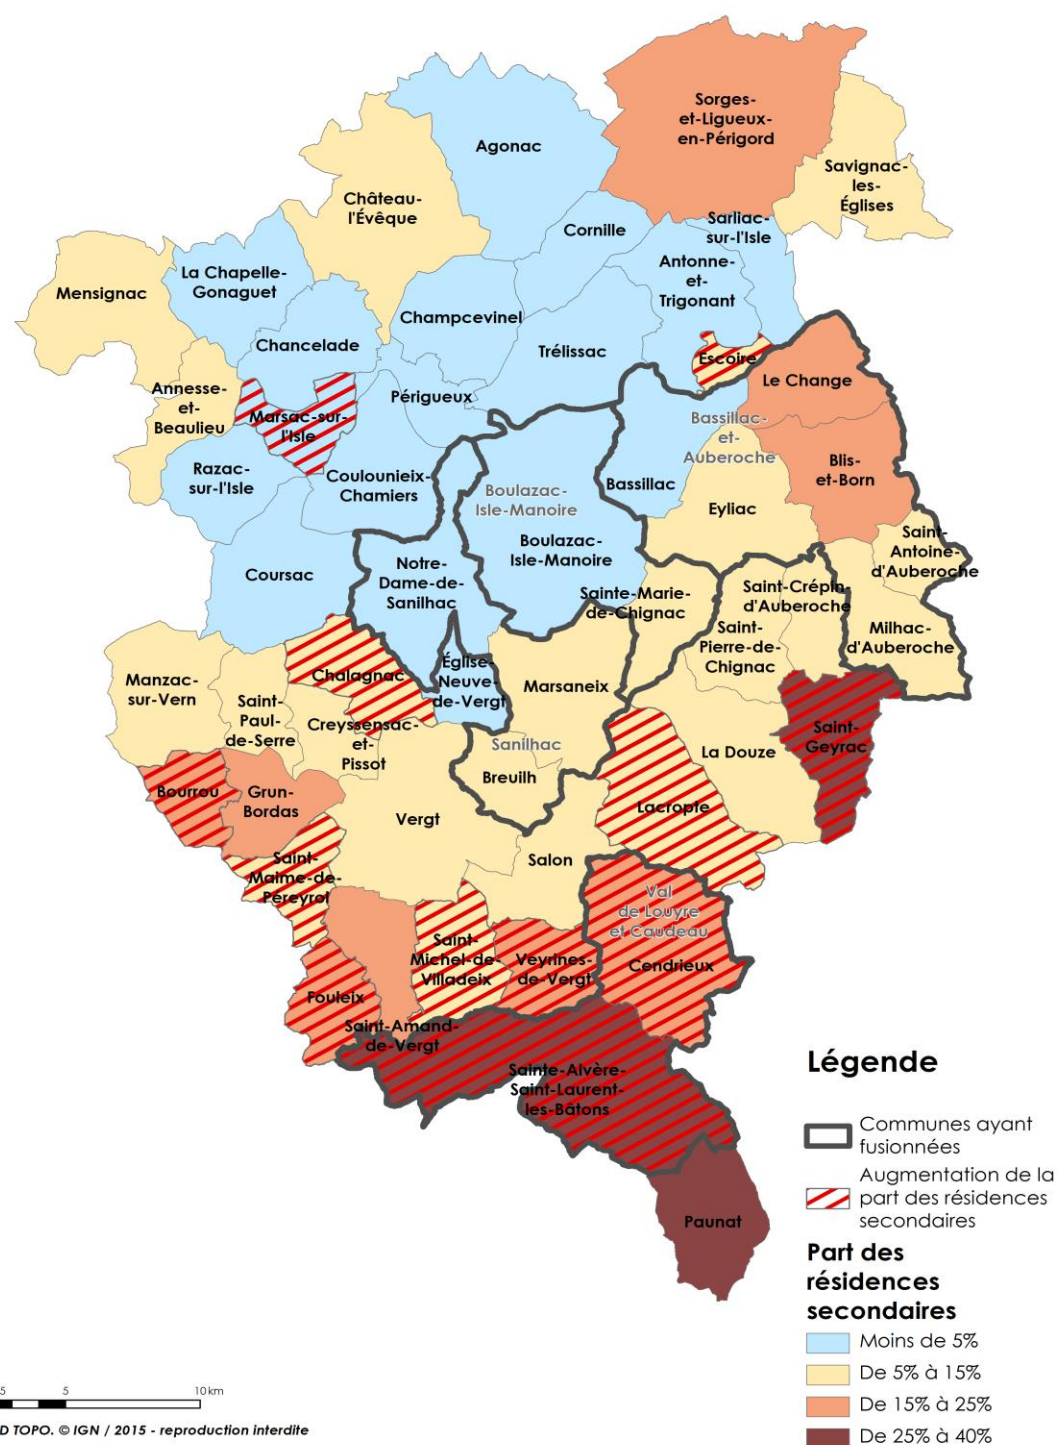 Sorges-
et-Ligueux-
en-Périgord
Agonac
Savignac-
les-
Églises
Château-
l'Évêque
Cornille
Sarliac-
sur-l'Isle
Antonne-
et-
Trigonant
La Chapelle-
Gonaguet
Mensignac
Champcevinel
Chancelade
Trélissac
Escoire
Le Change
Annesse-
et-
Beaulieu
Périgueux
Marsac-sur-
l'Isle
Bassillac-
et-
Auberoche
Razac-
sur-l'Isle
Coulounieix-
Chamiers
Boulazac-
Isle-Manoire
Bassillac
Blis-
et-Born
Eyliac
Boulazac-
Isle-Manoire
Saint-
Antoine-
d'Auberoche
Coursac
Notre-
Dame-de-
Sanilhac
Sainte-Marie-
de-Chignac
Saint-Crépin-
d'Auberoche
Saint-
Pierre-de-
Chignac
Milhac-
d'Auberoche
Manzac-
sur-Vern
Chalagnac
Église-
Neuve-
de-Vergt
Marsaneix
Saint-
Paul-
de-Serre
Creyssensac-
et-
Pissot
Sanilhac
Breuilh
La Douze
Saint-
Geyrac
Bourrou
Grun-
Bordas
Vergt
Lacropte
Saint-
Maime-de-
Péreyrol
Salon
Val
de Louyre
et Caudeau
Saint-
Michel-de-
Villadeix
Veyrines-
de-Vergt
Cendrieux
Fouleix
Saint-Amand-
de-Vergt
Sainte-Alvère-
Saint-Laurent-
les-Bâtons
Paunat
Légende
Communes ayant
fusionnées
Augmentation de la
part des résidences
secondaires
Part des
résidences
secondaires
Moins de 5%
De 5% à 15%
De 15% à 25%
De 25% à 40%
5 5 10 km
D TOPO. © IGN / 2015 - reproduction interdite